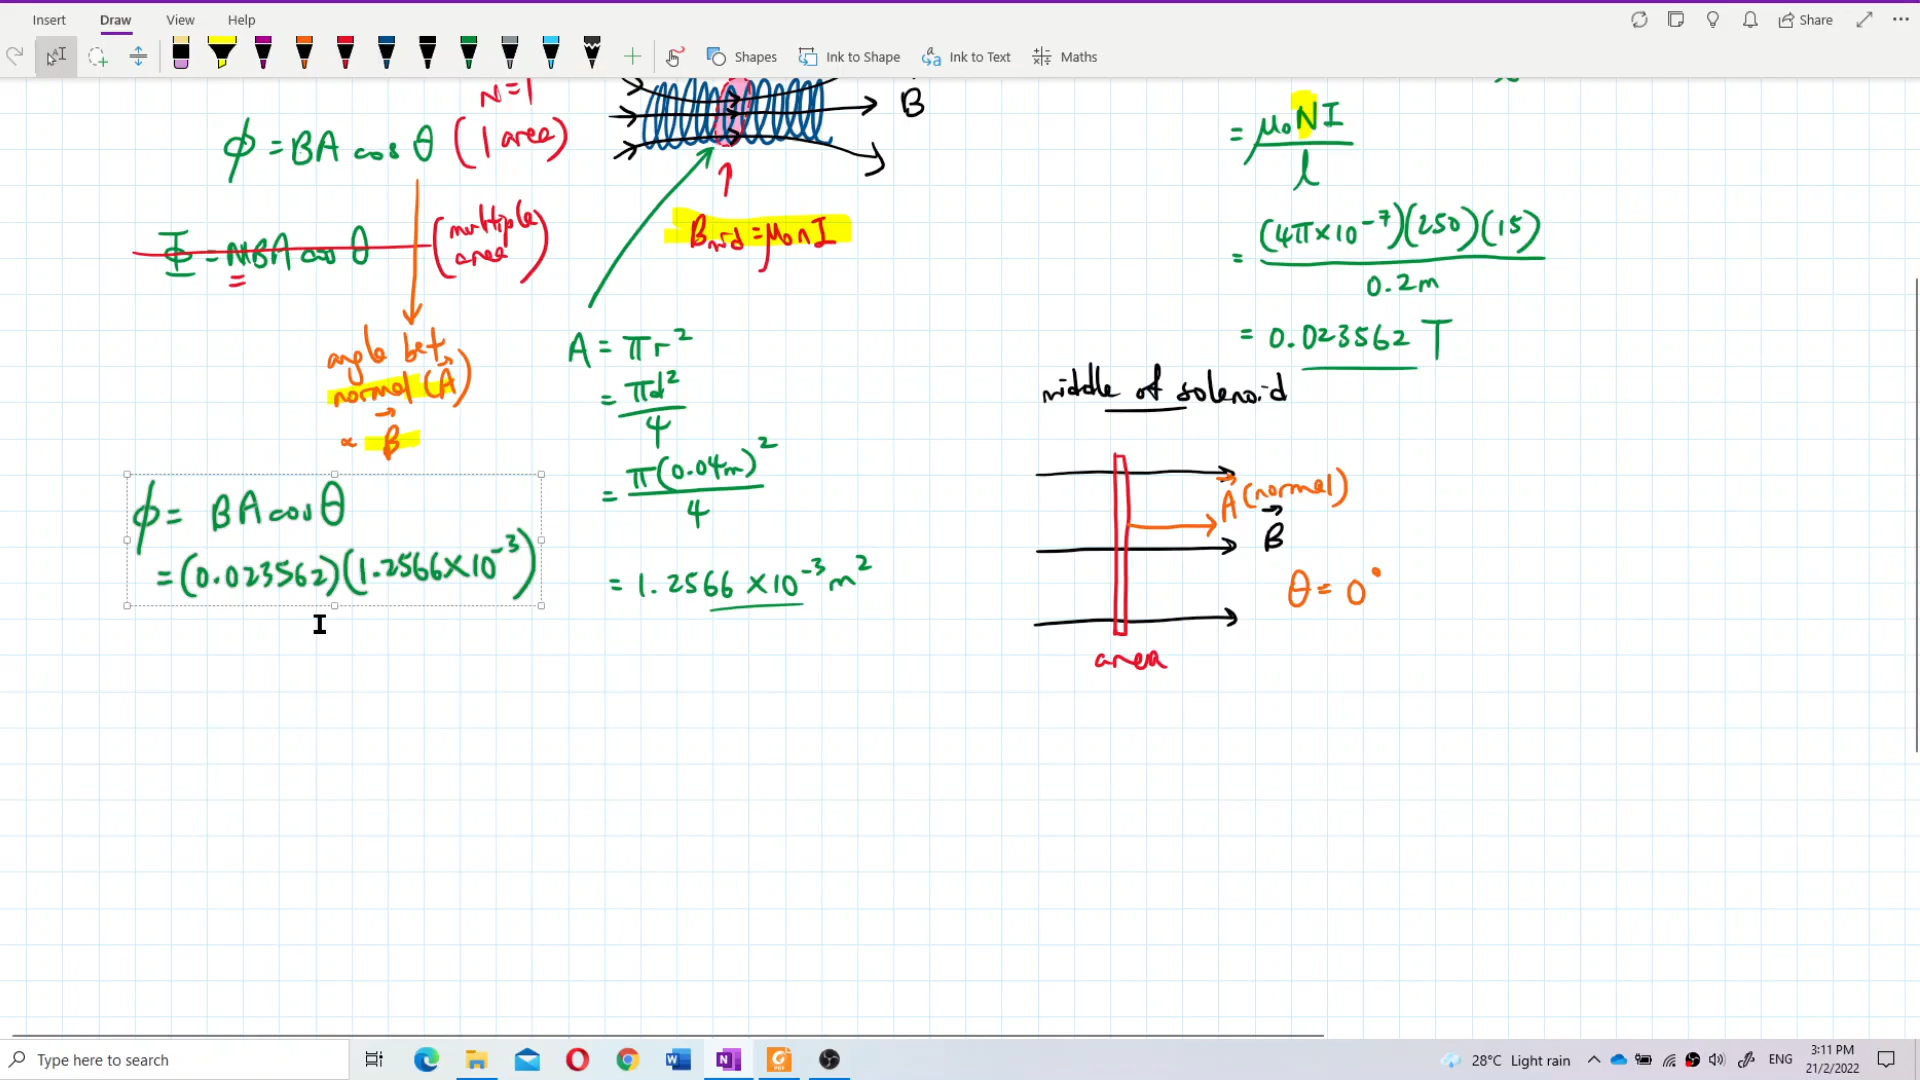 Insert Draw View Help
Share
Shapes Ink to Shape Ink to Text Maths
N=1
ϕ = BA cos θ (1 area)
Φ = NBA cos θ (multiple area)
angle bet
normal (A)
B
B
Bmid = μ₀nI
A = πr²
= πd²/4
= π(0.04m)²/4
= 1.2566 ×10⁻³ m²
ϕ = BA cos θ
= (0.023562)(1.2566×10⁻³)
= μ₀NI/l
= (4π×10⁻⁷)(250)(15)/0.2m
= 0.023562 T
middle of solenoid
A (normal)
B
θ = 0°
area
Type here to search
28°C Light rain
ENG
3:11 PM
21/2/2022